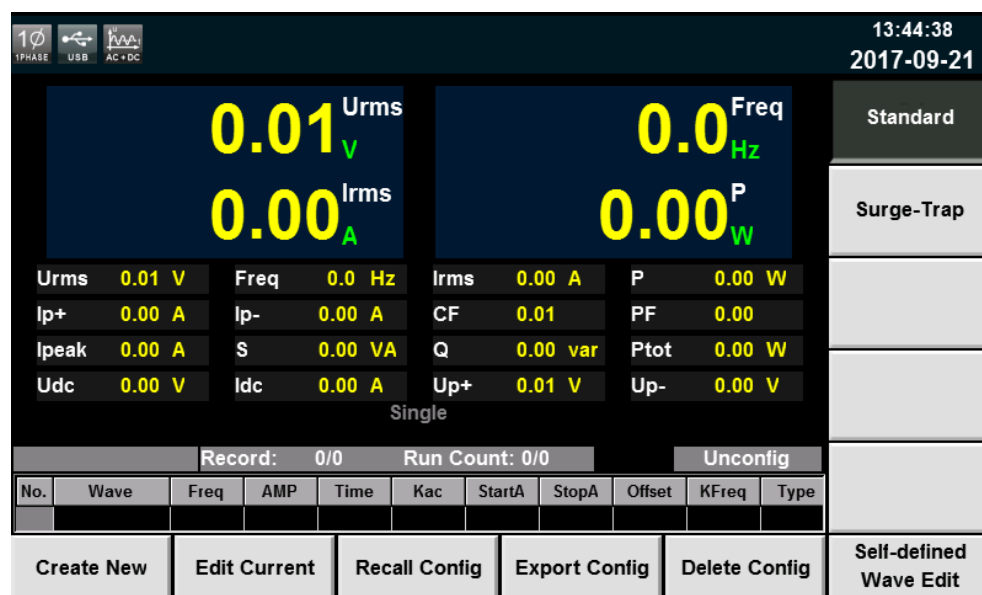 1Ø
1PHASE USB AC+DC
13:44:38
2017-09-21
0.01 Urms V
0.0 Freq Hz
0.00 Irms A
0.00 P W
Standard
Surge-Trap
Urms 0.01 V Freq 0.0 Hz Irms 0.00 A P 0.00 W
Ip+ 0.00 A Ip- 0.00 A CF 0.01 PF 0.00
Ipeak 0.00 A S 0.00 VA Q 0.00 var Ptot 0.00 W
Udc 0.00 V Idc 0.00 A Up+ 0.01 V Up- 0.00 V
Single
Record: 0/0 Run Count: 0/0 Unconfig
No. Wave Freq AMP Time Kac StartA StopA Offset KFreq Type
Create New Edit Current Recall Config Export Config Delete Config
Self-defined
Wave Edit